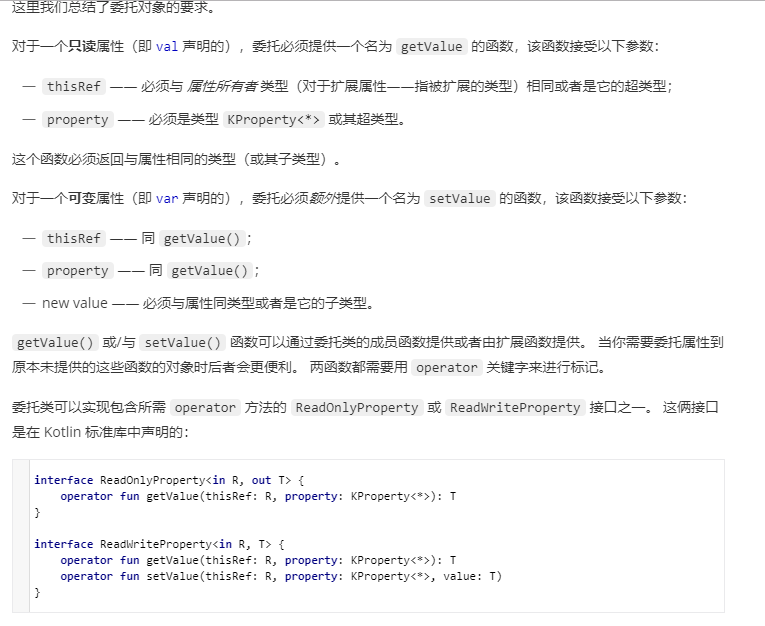 这里我们总结了委托对象的要求。
对于一个只读属性（即 val 声明的），委托必须提供一个名为 getValue 的函数，该函数接受以下参数：
— thisRef —— 必须与 属性所有者 类型（对于扩展属性——指被扩展的类型）相同或者是它的超类型；
— property —— 必须是类型 KProperty<*> 或其超类型。
这个函数必须返回与属性相同的类型（或其子类型）。
对于一个可变属性（即 var 声明的），委托必须额外提供一个名为 setValue 的函数，该函数接受以下参数：
— thisRef —— 同 getValue()；
— property —— 同 getValue()；
— new value —— 必须与属性同类型或者是它的子类型。
getValue() 或/与 setValue() 函数可以通过委托类的成员函数提供或者由扩展函数提供。 当你需要委托属性到
原本未提供的这些函数的对象时后者会更便利。 两函数都需要用 operator 关键字来进行标记。
委托类可以实现包含所需 operator 方法的 ReadOnlyProperty 或 ReadWriteProperty 接口之一。 这俩接口
是在 Kotlin 标准库中声明的：
interface ReadOnlyProperty<in R, out T> {
    operator fun getValue(thisRef: R, property: KProperty<*>): T
}
interface ReadWriteProperty<in R, T> {
    operator fun getValue(thisRef: R, property: KProperty<*>): T
    operator fun setValue(thisRef: R, property: KProperty<*>, value: T)
}